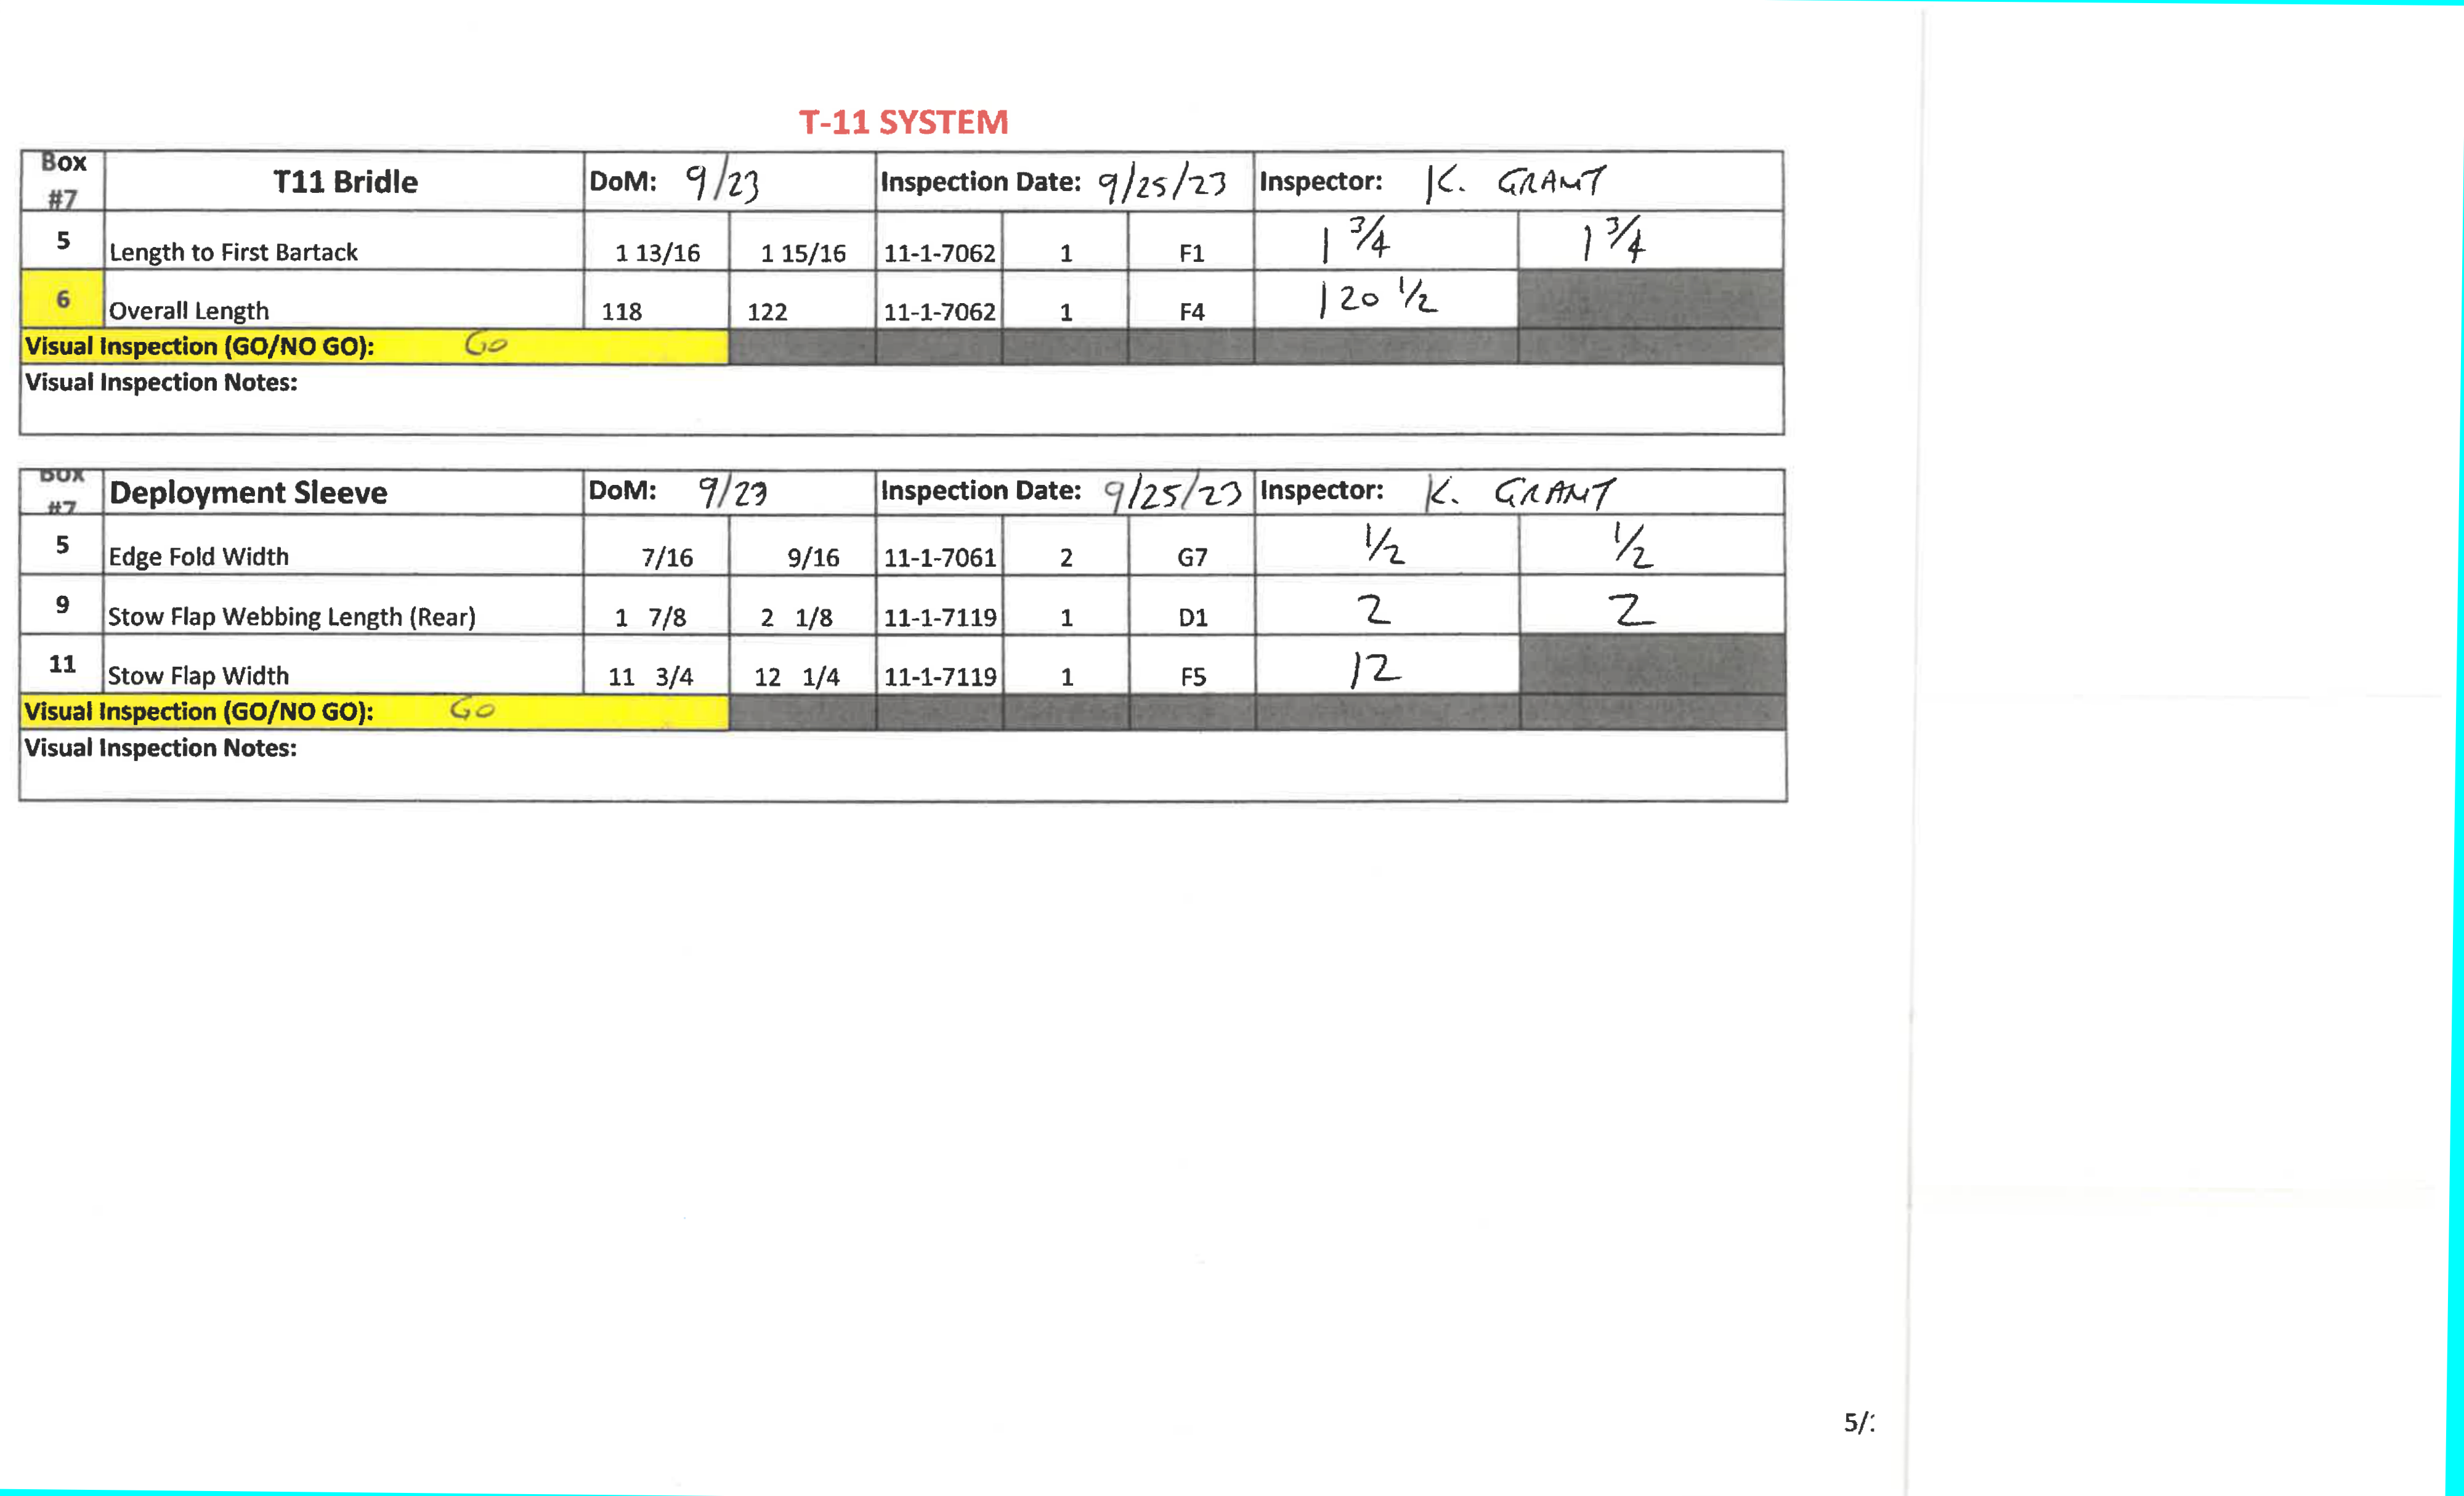 T-11 SYSTEM
Box #7 T11 Bridle DoM: 9/23 Inspection Date: 9/25/23 Inspector: K. GRANT
5 Length to First Bartack 1 13/16 1 15/16 11-1-7062 1 F1 1 3/4 1 3/4
6 Overall Length 118 122 11-1-7062 1 F4 120 1/2
Visual Inspection (GO/NO GO): GO
Visual Inspection Notes:
Box #7 Deployment Sleeve DoM: 9/23 Inspection Date: 9/25/23 Inspector: K. GRANT
5 Edge Fold Width 7/16 9/16 11-1-7061 2 G7 1/2 1/2
9 Stow Flap Webbing Length (Rear) 1 7/8 2 1/8 11-1-7119 1 D1 2 2
11 Stow Flap Width 11 3/4 12 1/4 11-1-7119 1 F5 12
Visual Inspection (GO/NO GO): GO
Visual Inspection Notes:
5/